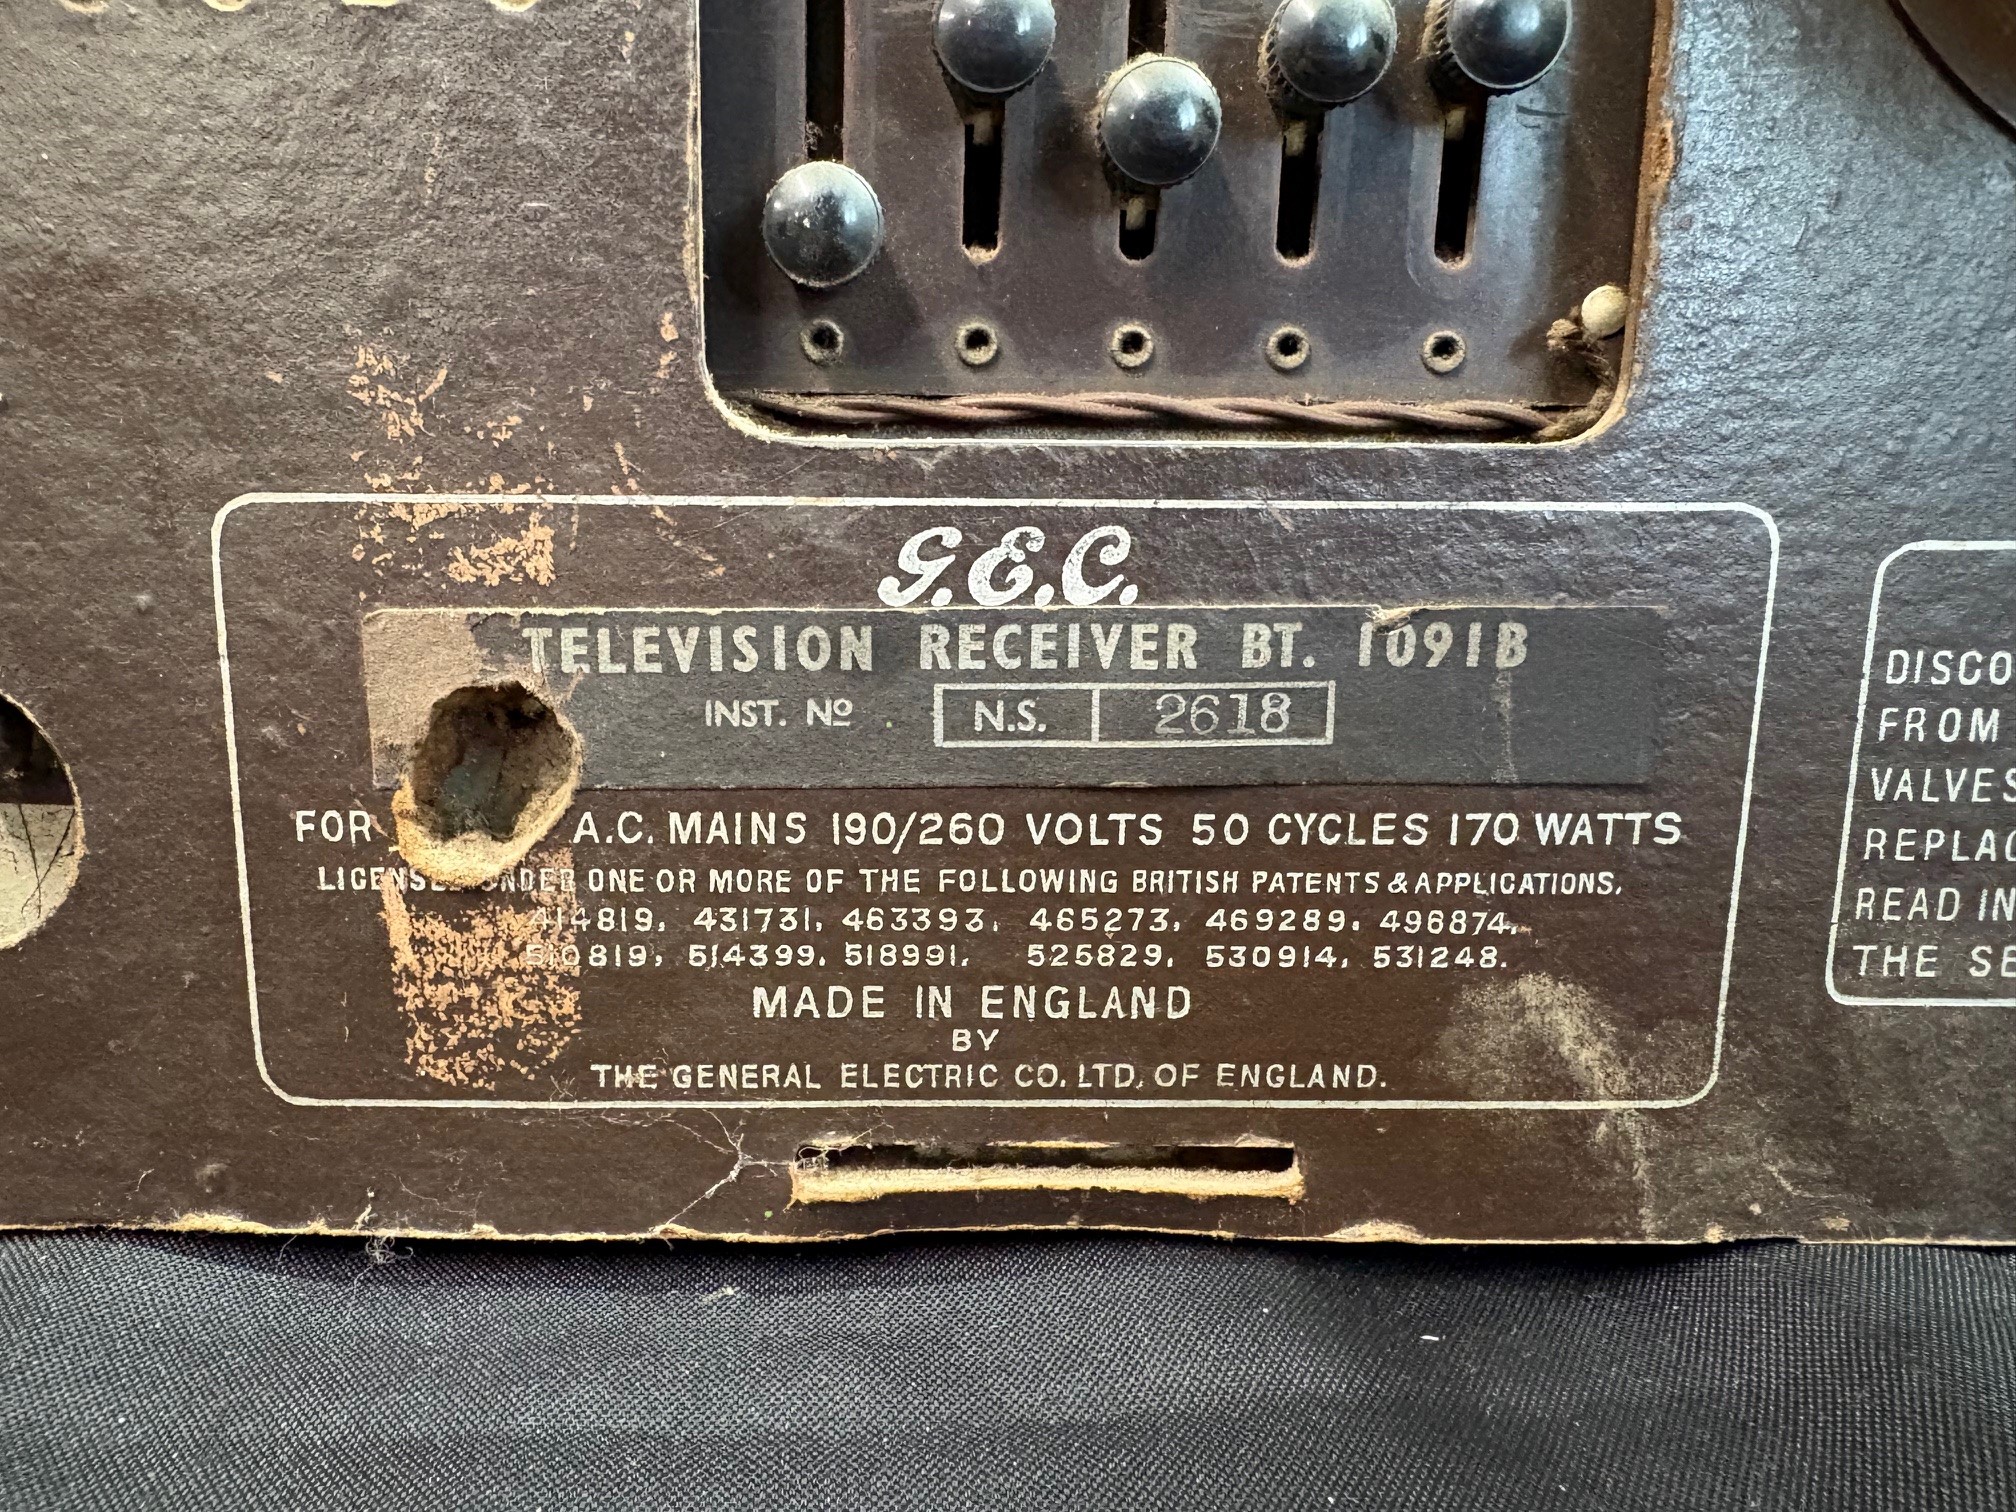 G.E.C.
TELEVISION RECEIVER BT. 1091B
INST. Nº N.S. 2618
FOR A.C. MAINS 190/260 VOLTS 50 CYCLES 170 WATTS
LICENSED UNDER ONE OR MORE OF THE FOLLOWING BRITISH PATENTS & APPLICATIONS.
414819, 431731, 463393, 465273, 469289, 496874,
510819, 514399, 518991, 525829, 530914, 531248.
MADE IN ENGLAND
BY
THE GENERAL ELECTRIC CO. LTD. OF ENGLAND.
DISCO
FROM
VALVES
REPLAC
READ IN
THE SE